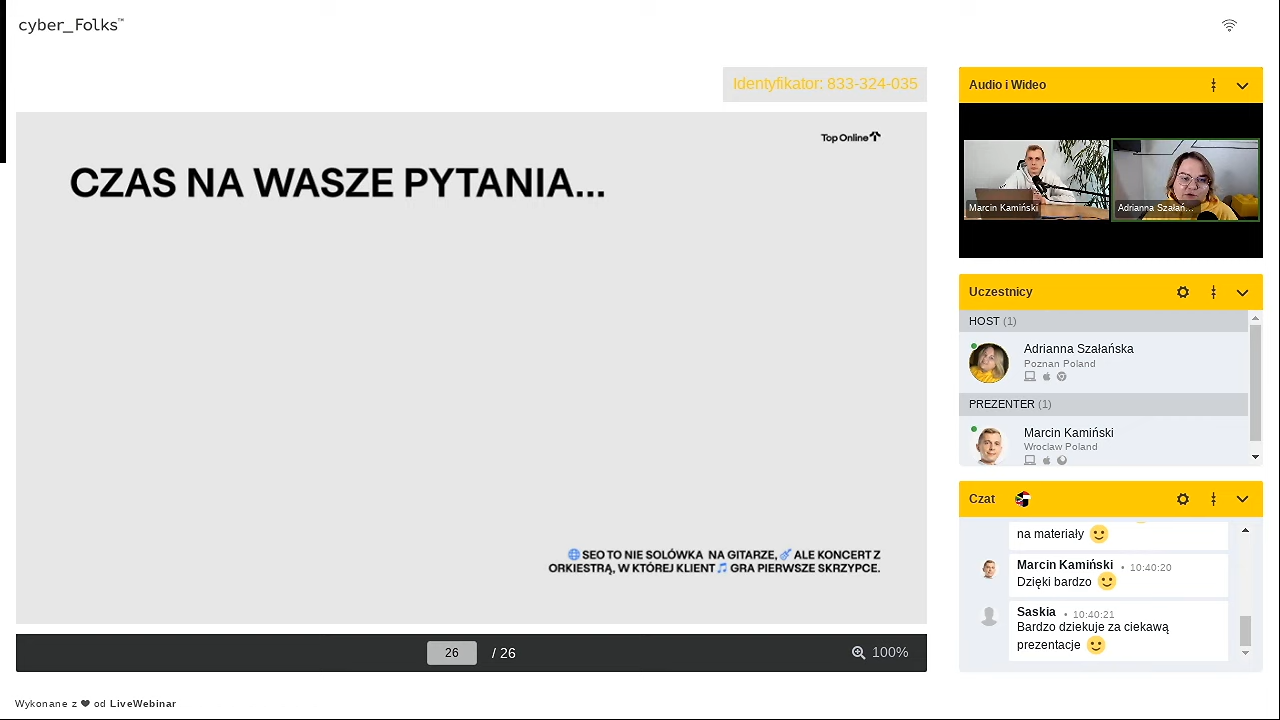 cyber_Folks™
Identyfikator: 833-324-035
Top Online
CZAS NA WASZE PYTANIA...
🌐 SEO TO NIE SOLÓWKA NA GITARZE, 🎸 ALE KONCERT Z
ORKIESTRĄ, W KTÓREJ KLIENT 🎵 GRA PIERWSZE SKRZYPCE.
26 / 26
100%
Wykonane z ❤ od LiveWebinar
Audio i Wideo
Marcin Kamiński
Adrianna Szałań...
Uczestnicy
HOST (1)
Adrianna Szałańska
Poznan Poland
PREZENTER (1)
Marcin Kamiński
Wroclaw Poland
Czat
na materiały 🙂
Marcin Kamiński • 10:40:20
Dzięki bardzo 🙂
Saskia • 10:40:21
Bardzo dziekuje za ciekawą
prezentacje 🙂